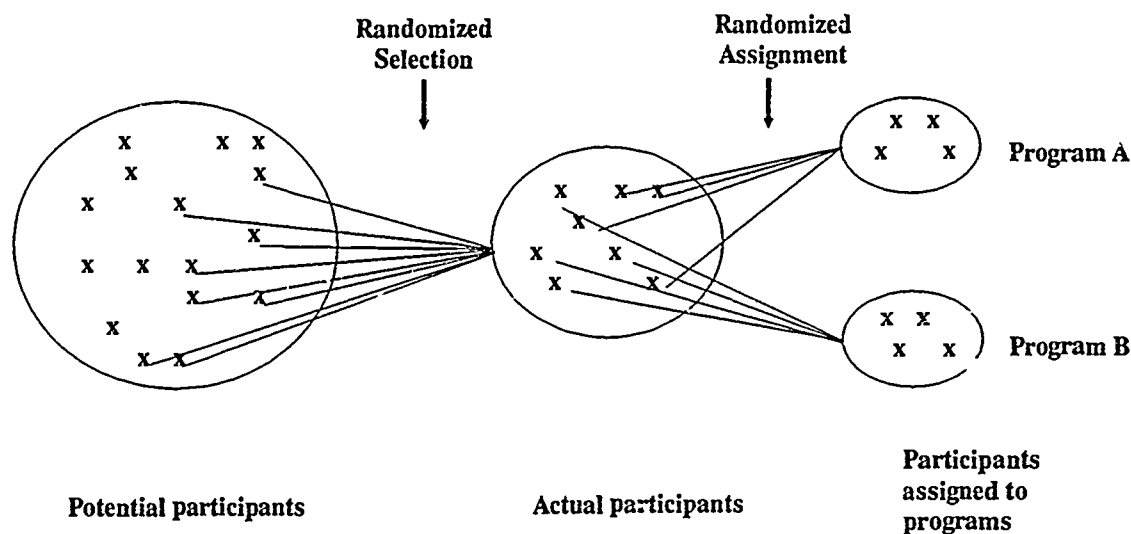 Randomized
Selection
Randomized
Assignment
x x x
x x
x x
x
x x x
x x
x
x x
x x x
x
x x
x x
x x
x x
Program A
x x
x x
Program B
Potential participants
Actual participants
Participants
assigned to
programs